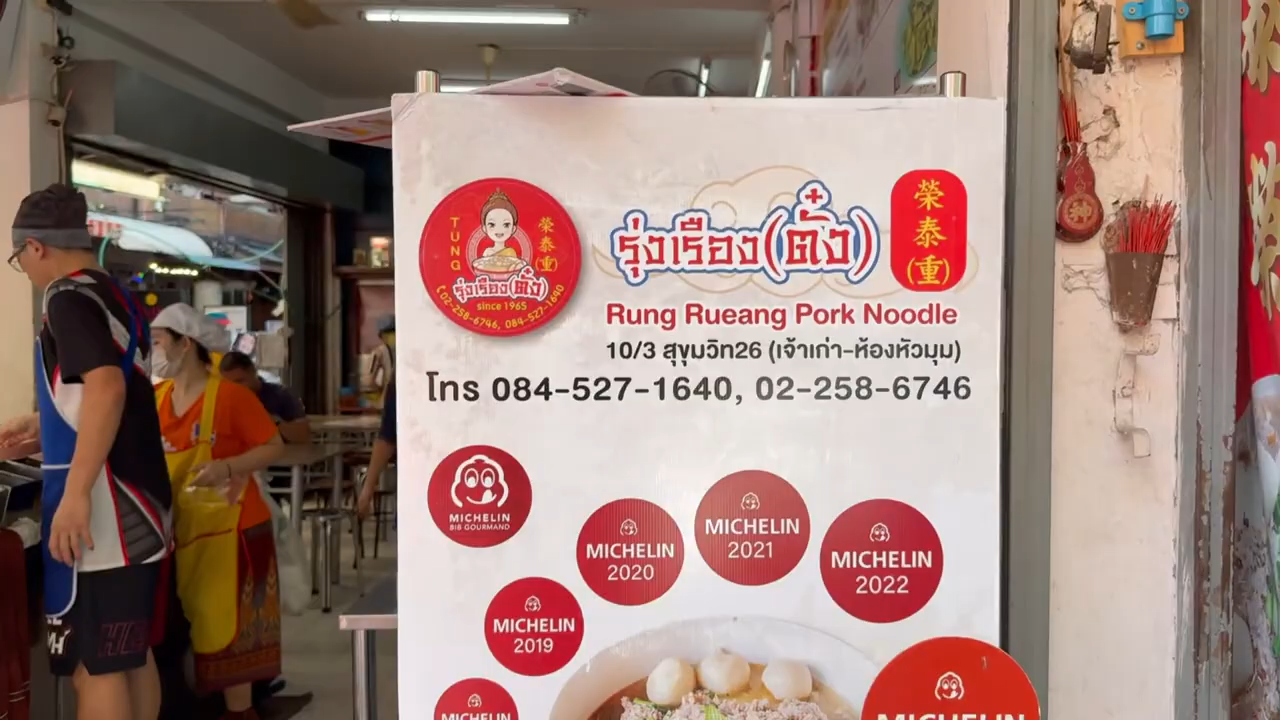 TUNG
榮泰(重)
รุ่งเรือง(ตั๋ง)
since 1965
(02-258-6746, 084-527-1640)
รุ่งเรือง(ตั๋ง)
榮泰(重)
Rung Rueang Pork Noodle
10/3 สุขุมวิท26 (เจ้าเก่า-ห้องหัวมุม)
โทร 084-527-1640, 02-258-6746
MICHELIN
BIB GOURMAND
MICHELIN
2020
MICHELIN
2021
MICHELIN
2022
MICHELIN
2019
MICHELIN
MICHELIN
神